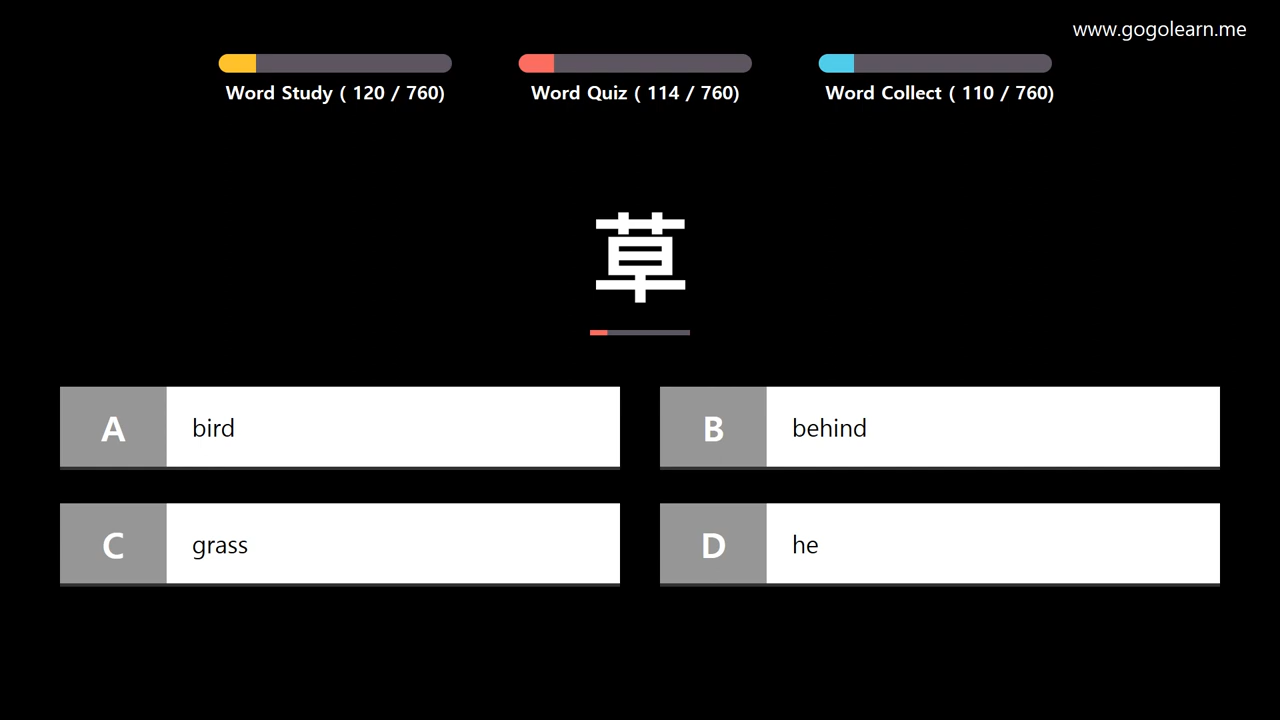 www.gogolearn.me
Word Study ( 120 / 760)
Word Quiz ( 114 / 760)
Word Collect ( 110 / 760)
草
A bird
B behind
C grass
D he